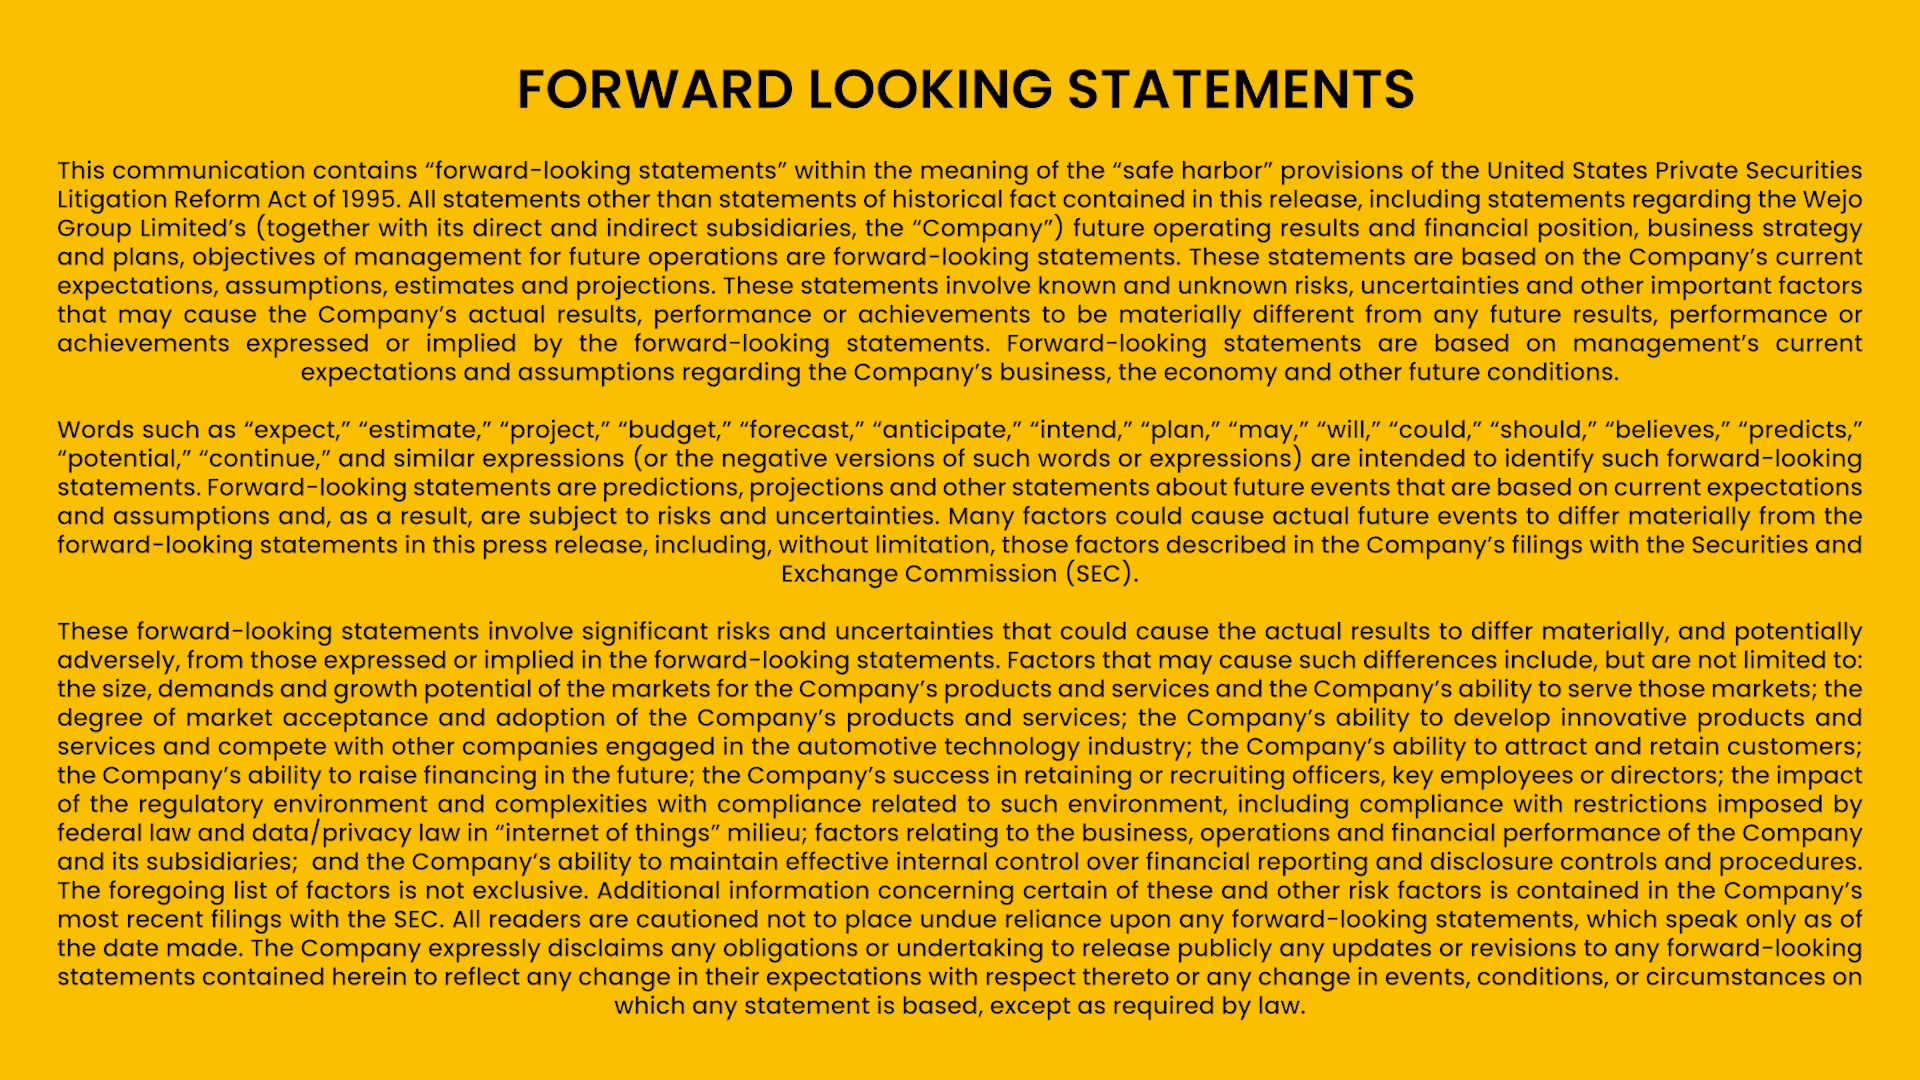 FORWARD LOOKING STATEMENTS
This communication contains “forward-looking statements” within the meaning of the “safe harbor” provisions of the United States Private Securities
Litigation Reform Act of 1995. All statements other than statements of historical fact contained in this release, including statements regarding the Wejo
Group Limited’s (together with its direct and indirect subsidiaries, the “Company”) future operating results and financial position, business strategy
and plans, objectives of management for future operations are forward-looking statements. These statements are based on the Company’s current
expectations, assumptions, estimates and projections. These statements involve known and unknown risks, uncertainties and other important factors
that may cause the Company’s actual results, performance or achievements to be materially different from any future results, performance or
achievements expressed or implied by the forward-looking statements. Forward-looking statements are based on management’s current
expectations and assumptions regarding the Company’s business, the economy and other future conditions.
Words such as “expect,” “estimate,” “project,” “budget,” “forecast,” “anticipate,” “intend,” “plan,” “may,” “will,” “could,” “should,” “believes,” “predicts,”
“potential,” “continue,” and similar expressions (or the negative versions of such words or expressions) are intended to identify such forward-looking
statements. Forward-looking statements are predictions, projections and other statements about future events that are based on current expectations
and assumptions and, as a result, are subject to risks and uncertainties. Many factors could cause actual future events to differ materially from the
forward-looking statements in this press release, including, without limitation, those factors described in the Company’s filings with the Securities and
Exchange Commission (SEC).
These forward-looking statements involve significant risks and uncertainties that could cause the actual results to differ materially, and potentially
adversely, from those expressed or implied in the forward-looking statements. Factors that may cause such differences include, but are not limited to:
the size, demands and growth potential of the markets for the Company’s products and services and the Company’s ability to serve those markets; the
degree of market acceptance and adoption of the Company’s products and services; the Company’s ability to develop innovative products and
services and compete with other companies engaged in the automotive technology industry; the Company’s ability to attract and retain customers;
the Company’s ability to raise financing in the future; the Company’s success in retaining or recruiting officers, key employees or directors; the impact
of the regulatory environment and complexities with compliance related to such environment, including compliance with restrictions imposed by
federal law and data/privacy law in “internet of things” milieu; factors relating to the business, operations and financial performance of the Company
and its subsidiaries;  and the Company’s ability to maintain effective internal control over financial reporting and disclosure controls and procedures.
The foregoing list of factors is not exclusive. Additional information concerning certain of these and other risk factors is contained in the Company’s
most recent filings with the SEC. All readers are cautioned not to place undue reliance upon any forward-looking statements, which speak only as of
the date made. The Company expressly disclaims any obligations or undertaking to release publicly any updates or revisions to any forward-looking
statements contained herein to reflect any change in their expectations with respect thereto or any change in events, conditions, or circumstances on
which any statement is based, except as required by law.